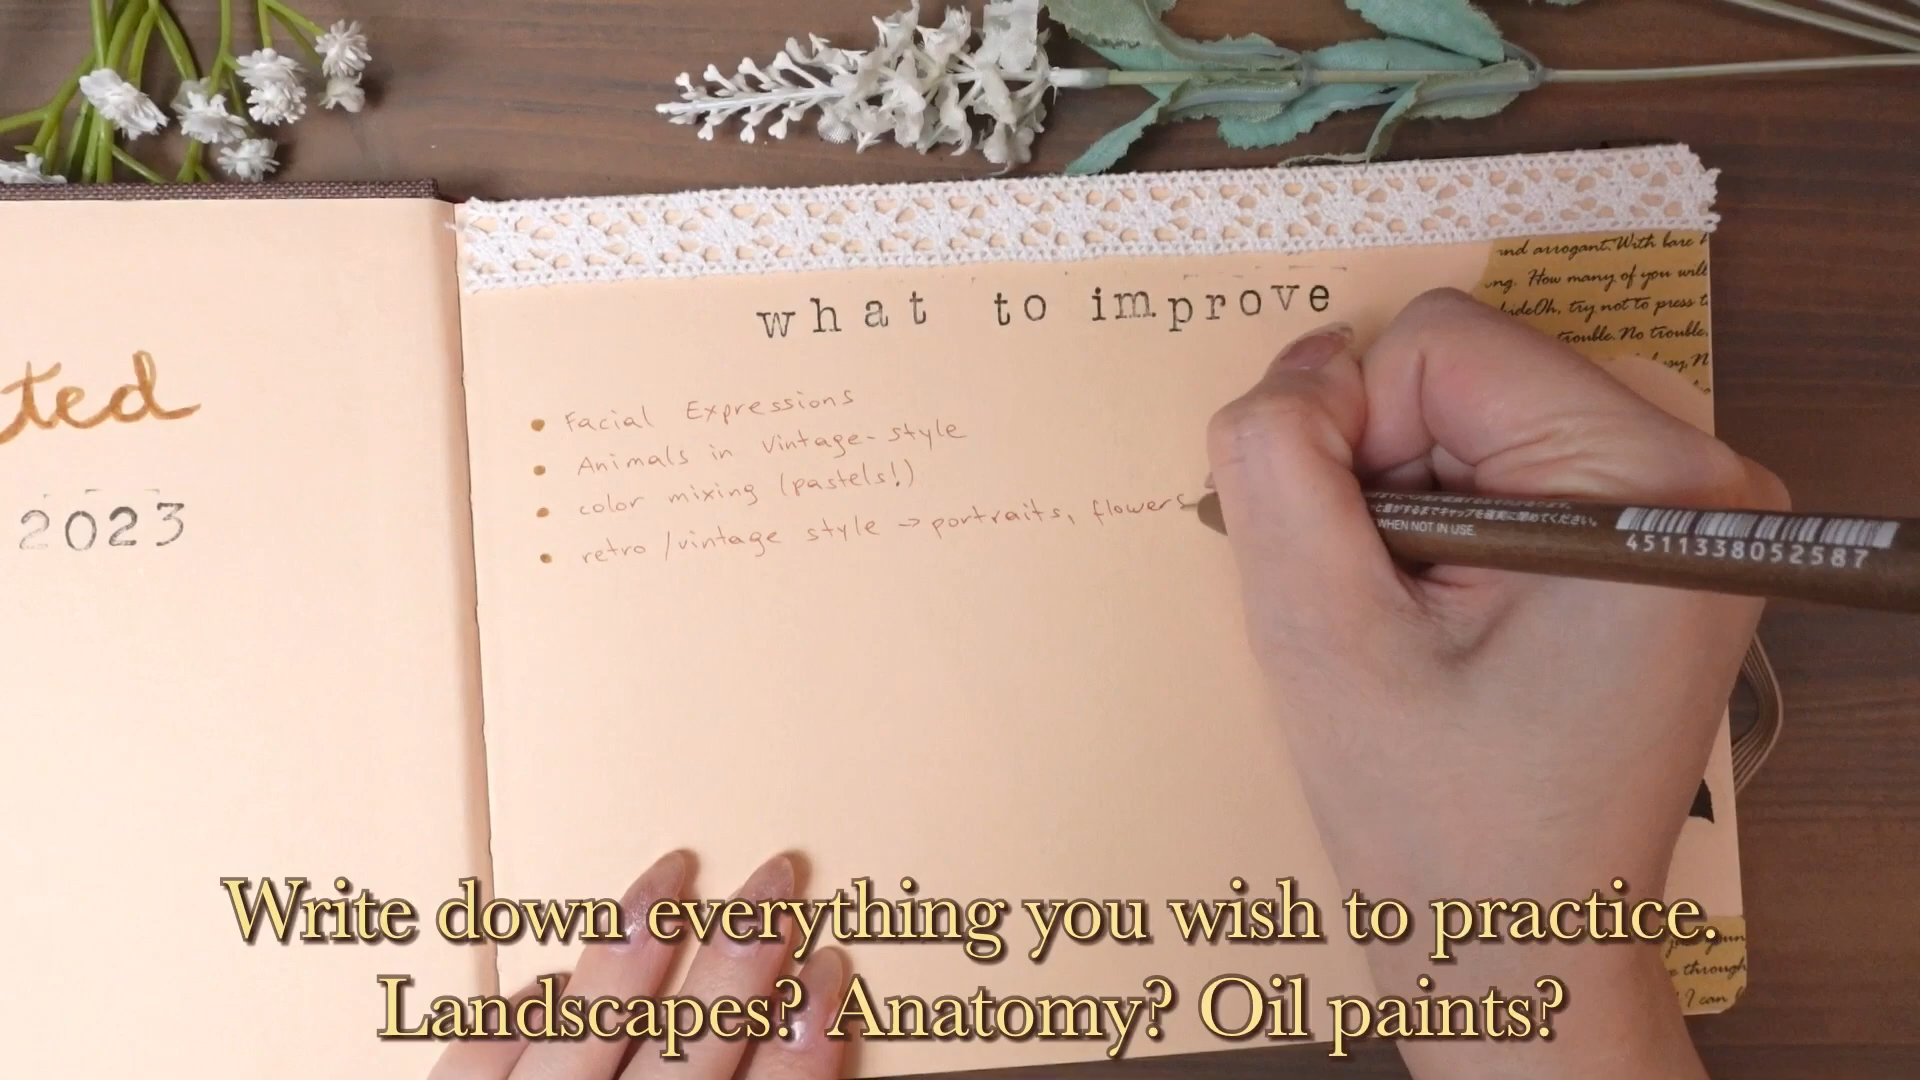 ted
2023
what to improve
• Facial Expressions
• Animals in vintage-style
• color mixing (pastels!)
• retro/vintage style → portraits, flowers
and arrogant. With bare
How many of you will
Oh, try not to press
trouble. No trouble,
WHEN NOT IN USE.
4511338052587
through
I can
Write down everything you wish to practice.
Landscapes? Anatomy? Oil paints?